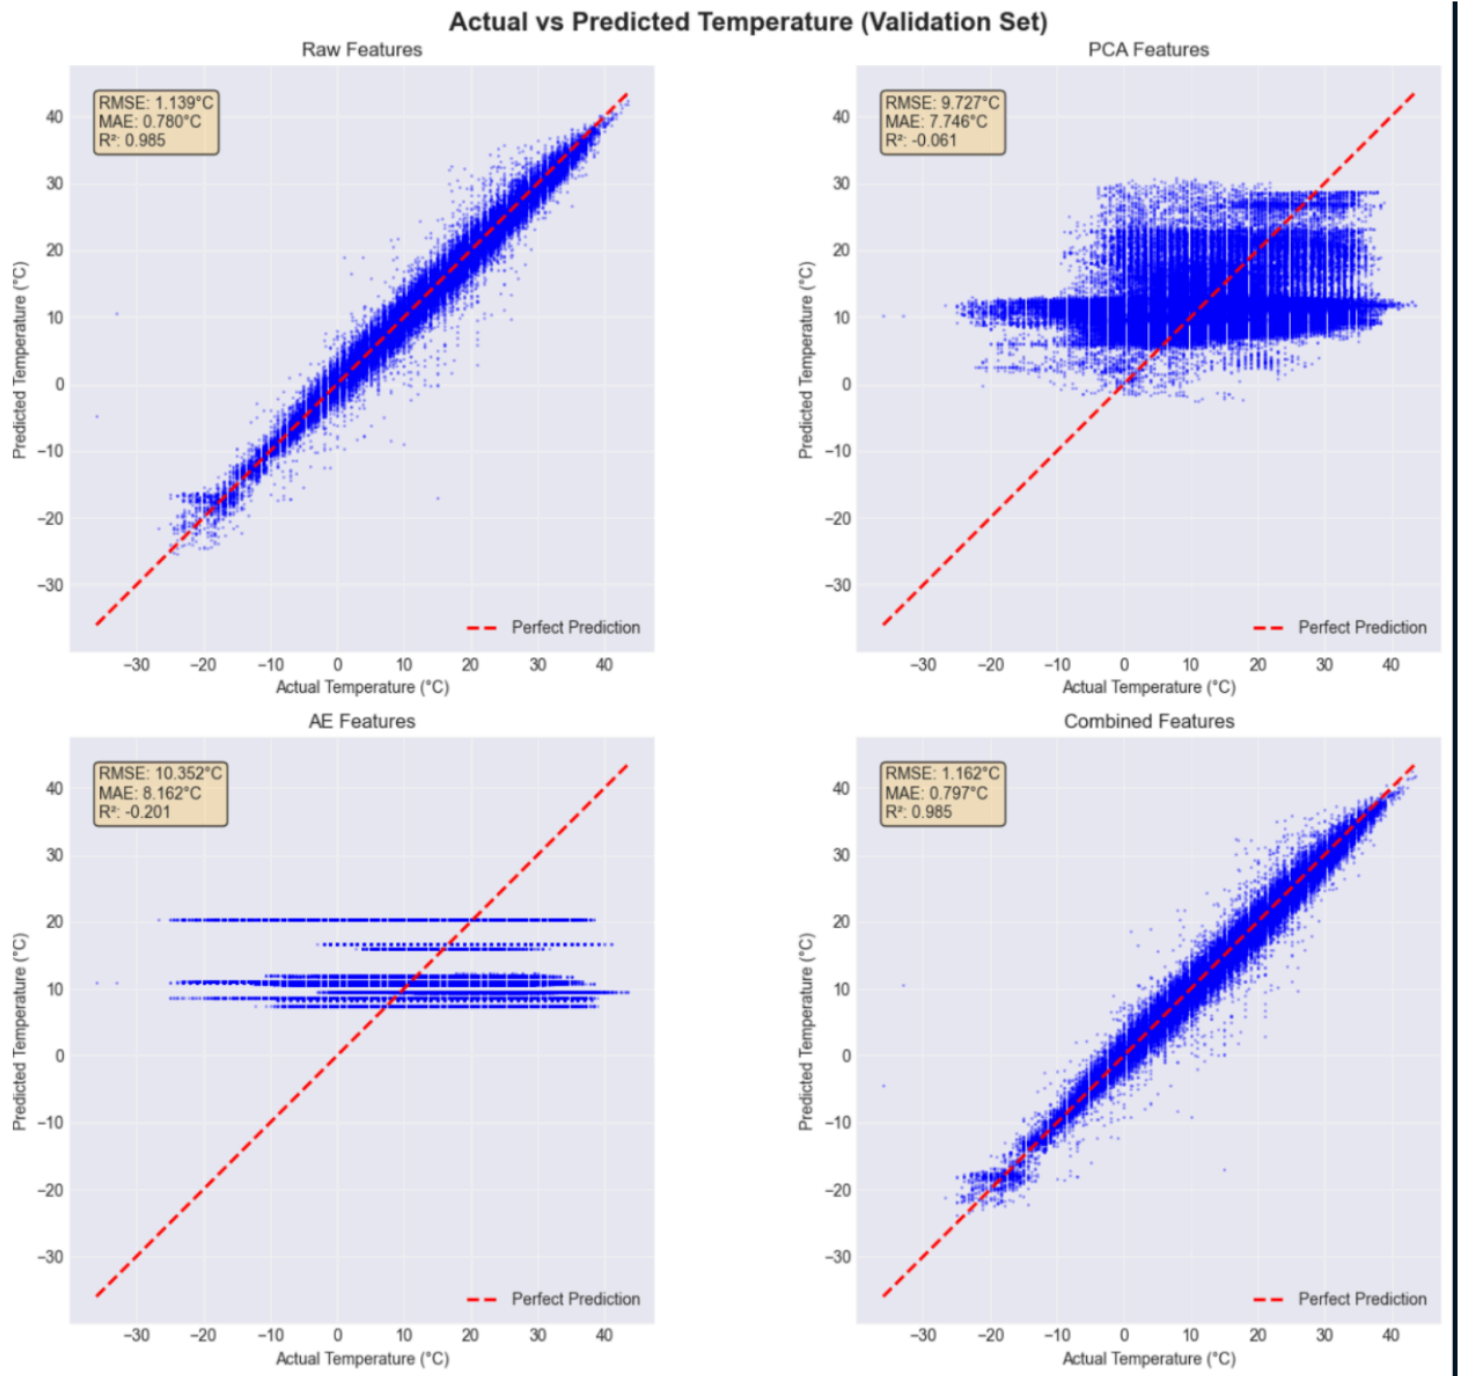 Actual vs Predicted Temperature (Validation Set)
Raw Features
RMSE: 1.139°C
MAE: 0.780°C
R²: 0.985
40
30
20
10
0
−10
−20
−30
Predicted Temperature (°C)
Perfect Prediction
−30 −20 −10 0 10 20 30 40
Actual Temperature (°C)
PCA Features
RMSE: 9.727°C
MAE: 7.746°C
R²: -0.061
40
30
20
10
0
−10
−20
−30
Predicted Temperature (°C)
Perfect Prediction
−30 −20 −10 0 10 20 30 40
Actual Temperature (°C)
AE Features
RMSE: 10.352°C
MAE: 8.162°C
R²: -0.201
40
30
20
10
0
−10
−20
−30
Predicted Temperature (°C)
Perfect Prediction
−30 −20 −10 0 10 20 30 40
Actual Temperature (°C)
Combined Features
RMSE: 1.162°C
MAE: 0.797°C
R²: 0.985
40
30
20
10
0
−10
−20
−30
Predicted Temperature (°C)
Perfect Prediction
−30 −20 −10 0 10 20 30 40
Actual Temperature (°C)